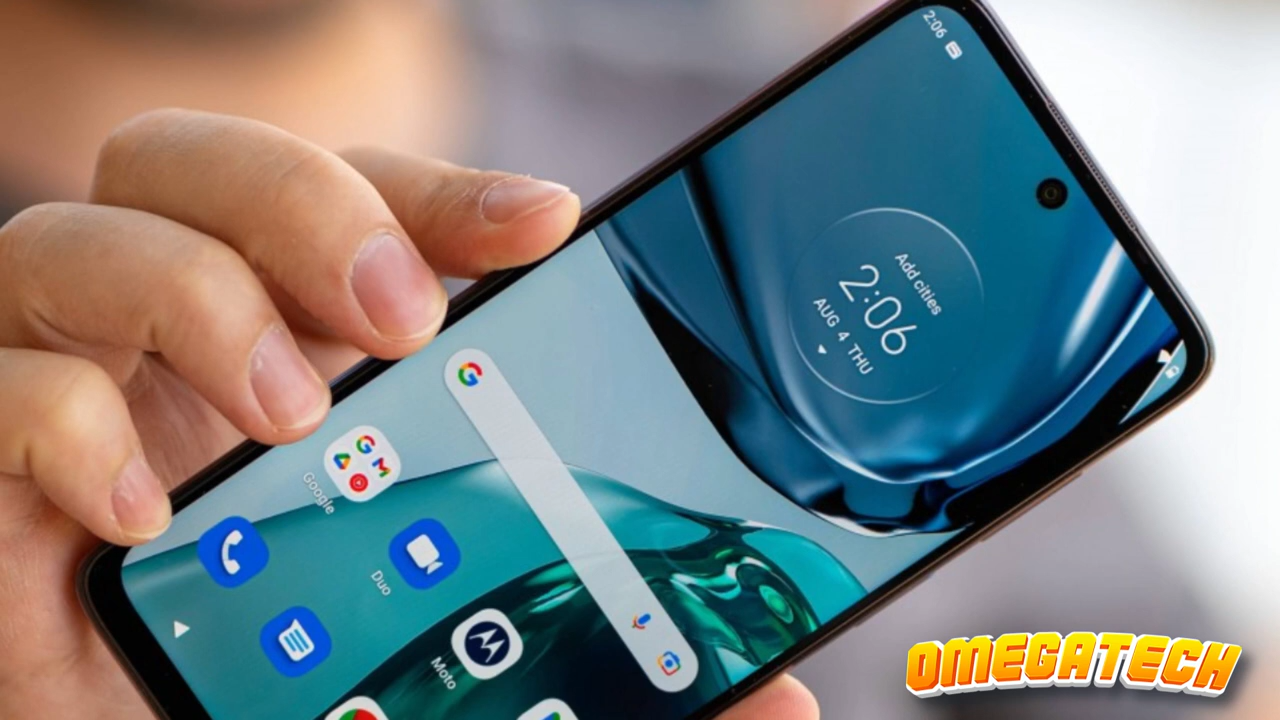 2:06
Add cities
2:06
AUG 4 THU
Google
Duo
Moto
OMEGATECH